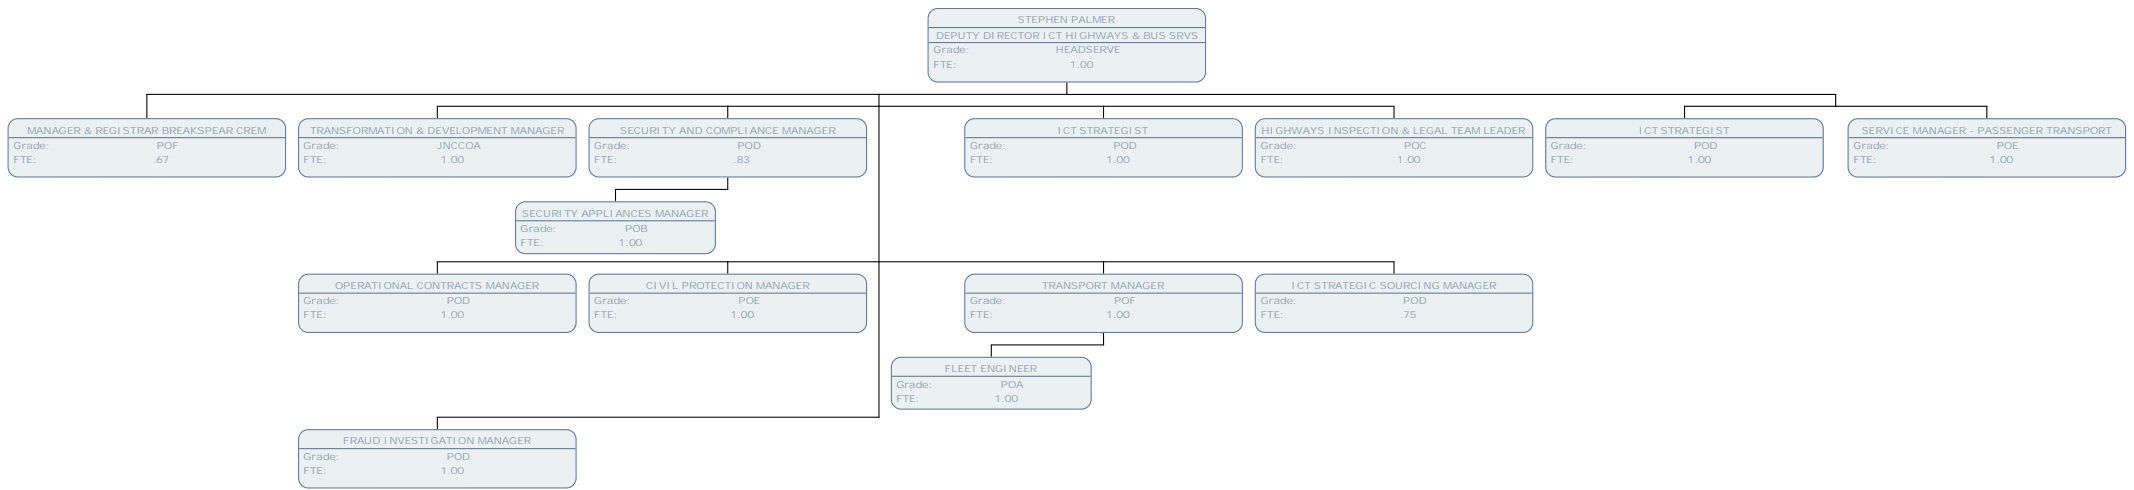 STEPHEN PALMER
DEPUTY DIRECTOR ICT HIGHWAYS & BUS SRVS
Grade: HEADSERVE
FTE: 1.00
MANAGER & REGISTRAR BREAKSPEAR CREM
Grade: POF
FTE: .67
TRANSFORMATION & DEVELOPMENT MANAGER
Grade: JNCCOA
FTE: 1.00
SECURITY AND COMPLIANCE MANAGER
Grade: POD
FTE: .83
ICT STRATEGIST
Grade: POD
FTE: 1.00
HIGHWAYS INSPECTION & LEGAL TEAM LEADER
Grade: POC
FTE: 1.00
ICT STRATEGIST
Grade: POD
FTE: 1.00
SERVICE MANAGER - PASSENGER TRANSPORT
Grade: POE
FTE: 1.00
SECURITY APPLIANCES MANAGER
Grade: POB
FTE: 1.00
OPERATIONAL CONTRACTS MANAGER
Grade: POD
FTE: 1.00
CIVIL PROTECTION MANAGER
Grade: POE
FTE: 1.00
TRANSPORT MANAGER
Grade: POF
FTE: 1.00
ICT STRATEGIC SOURCING MANAGER
Grade: POD
FTE: .75
FLEET ENGINEER
Grade: POA
FTE: 1.00
FRAUD INVESTIGATION MANAGER
Grade: POD
FTE: 1.00